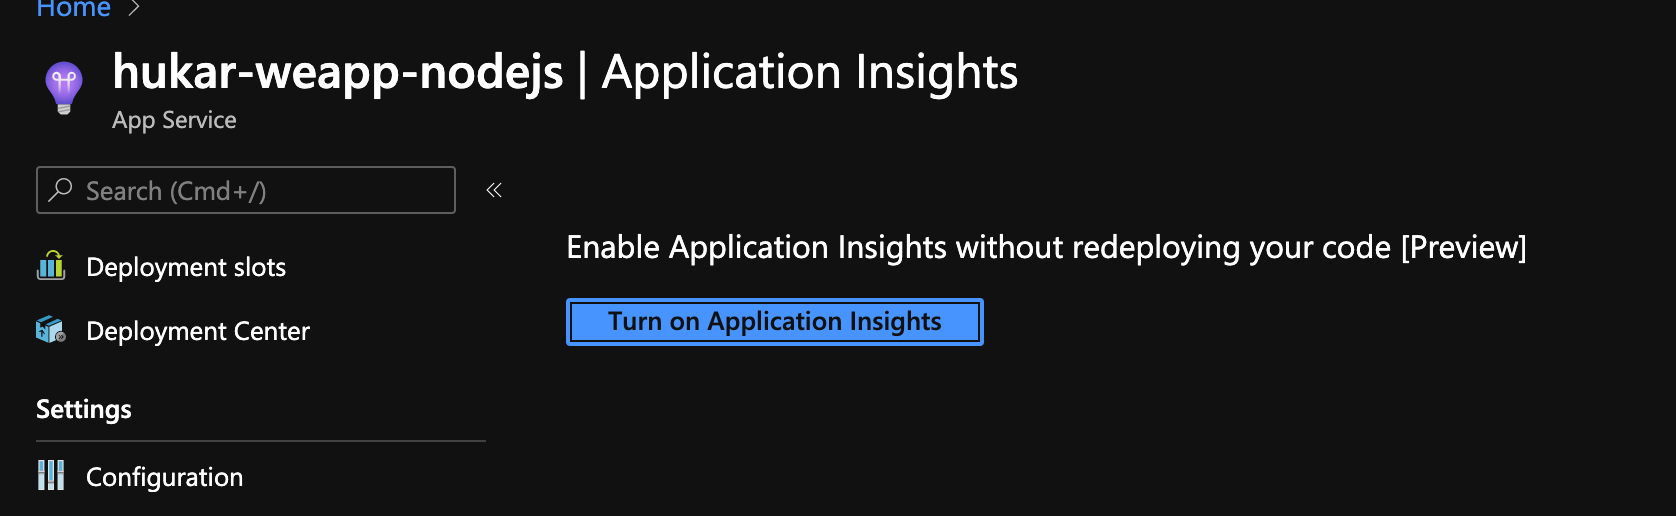 Home >
hukar-weapp-nodejs | Application Insights
App Service
Search (Cmd+/)
«
Enable Application Insights without redeploying your code [Preview]
Turn on Application Insights
Deployment slots
Deployment Center
Settings
Configuration